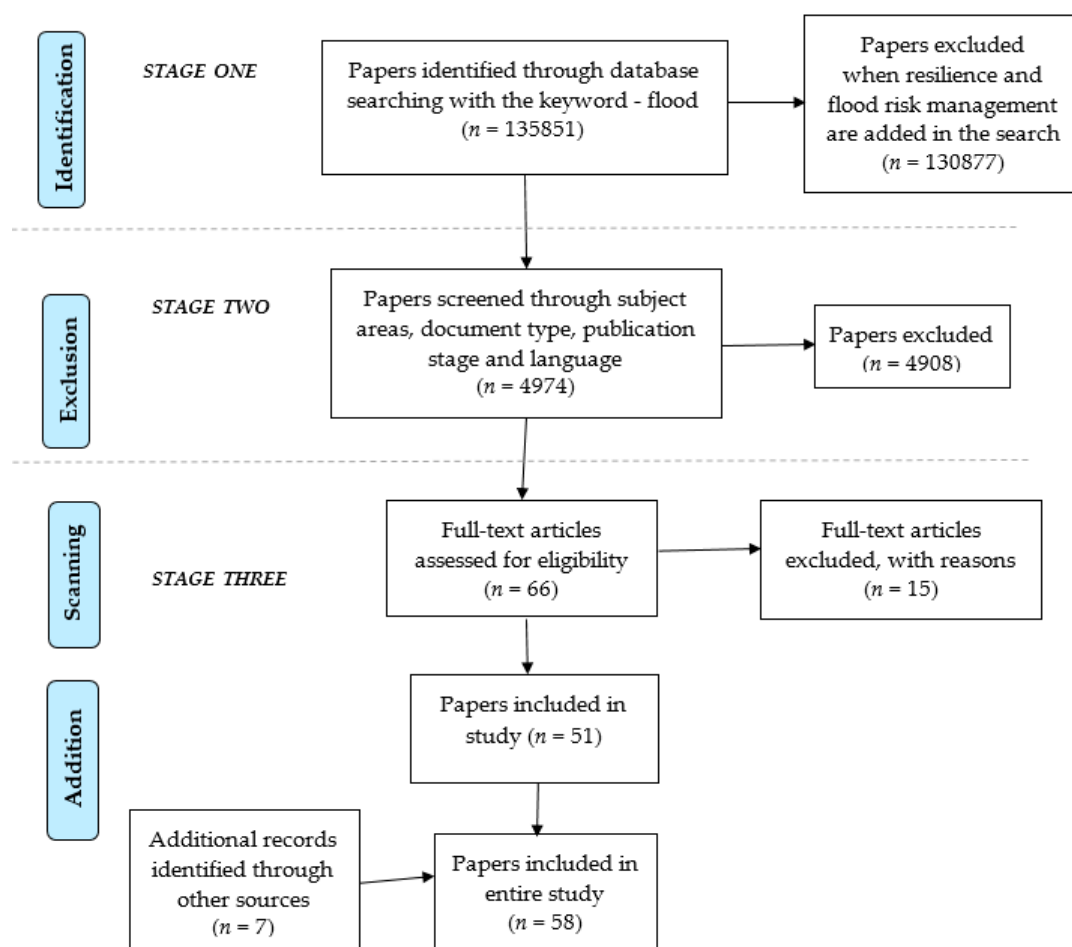 Identification
STAGE ONE
Papers identified through database
searching with the keyword - flood
(n = 135851)
Papers excluded
when resilience and
flood risk management
are added in the search
(n = 130877)
Exclusion
STAGE TWO
Papers screened through subject
areas, document type, publication
stage and language
(n = 4974)
Papers excluded
(n = 4908)
Scanning
STAGE THREE
Full-text articles
assessed for eligibility
(n = 66)
Full-text articles
excluded, with reasons
(n = 15)
Addition
Papers included in
study (n = 51)
Additional records
identified through
other sources
(n = 7)
Papers included in
entire study
(n = 58)